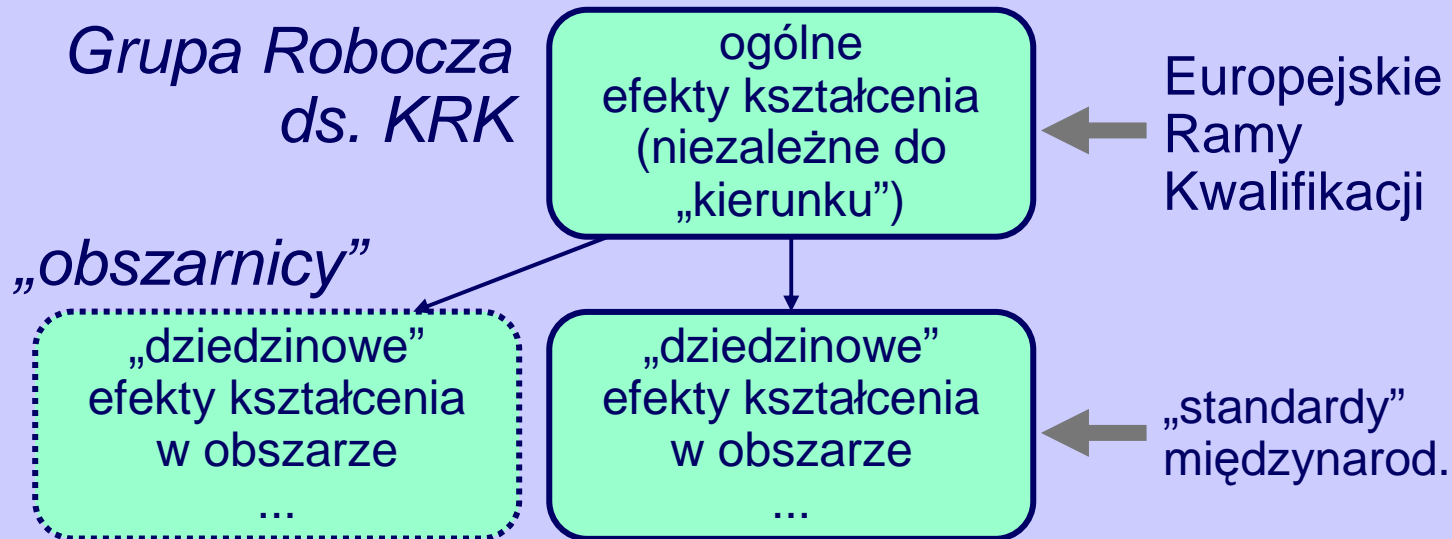 Grupa Robocza
ds. KRK
ogólne
efekty kształcenia
(niezależne do
„kierunku”)
Europejskie
Ramy
Kwalifikacji
„obszarnicy”
„dziedzinowe”
efekty kształcenia
w obszarze
...
„dziedzinowe”
efekty kształcenia
w obszarze
...
„standardy”
międzynarod.